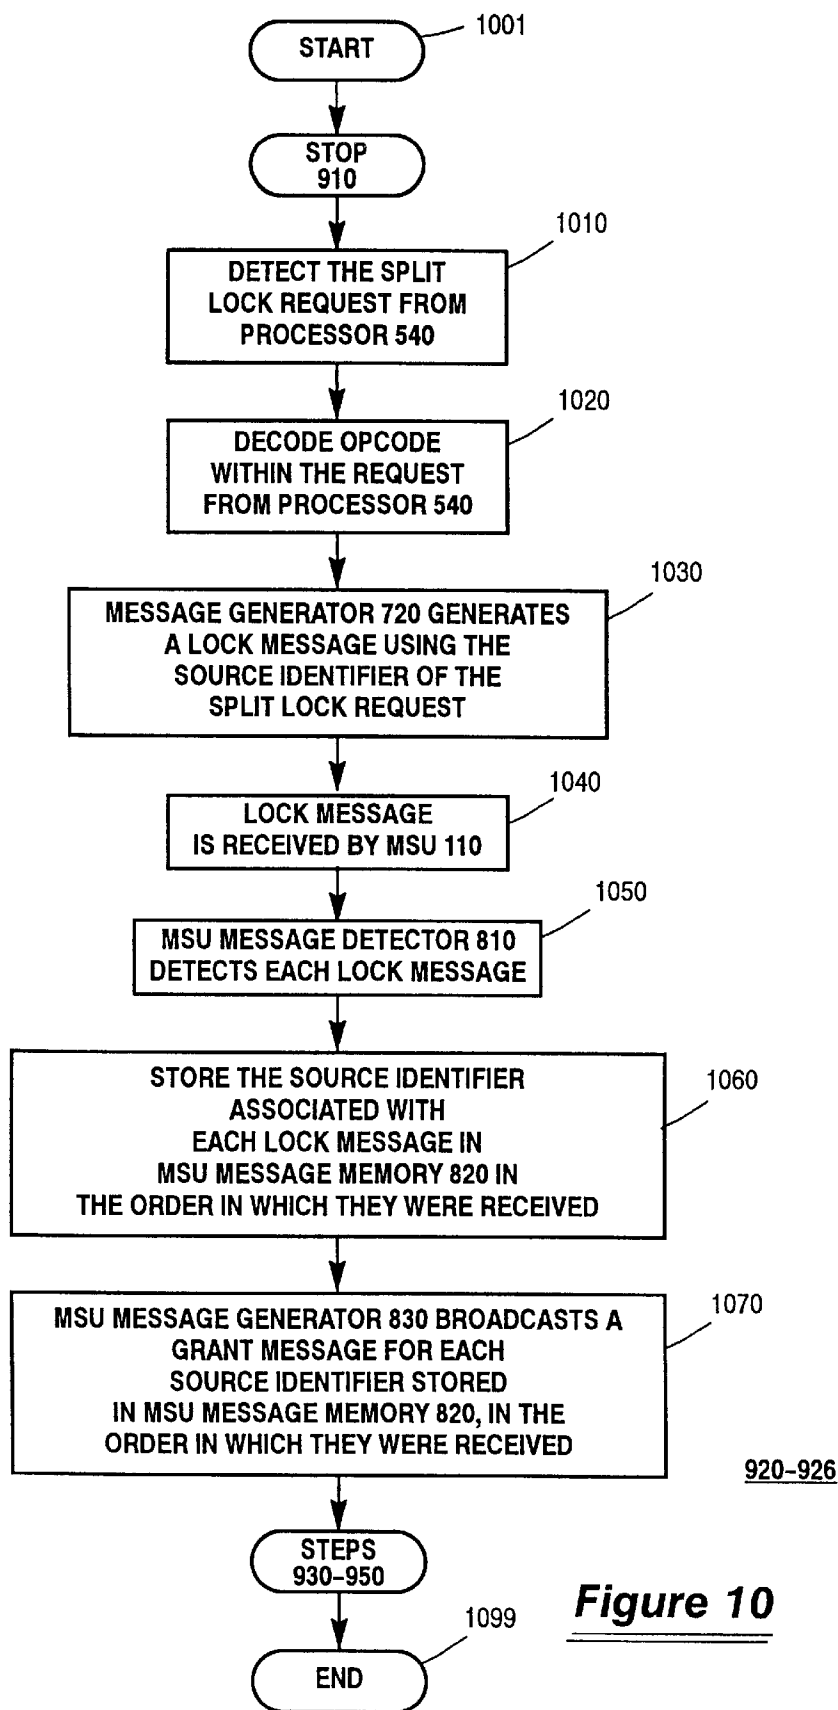 START
1001
STOP
910
1010
DETECT THE SPLIT
LOCK REQUEST FROM
PROCESSOR 540
1020
DECODE OPCODE
WITHIN THE REQUEST
FROM PROCESSOR 540
1030
MESSAGE GENERATOR 720 GENERATES
A LOCK MESSAGE USING THE
SOURCE IDENTIFIER OF THE
SPLIT LOCK REQUEST
1040
LOCK MESSAGE
IS RECEIVED BY MSU 110
1050
MSU MESSAGE DETECTOR 810
DETECTS EACH LOCK MESSAGE
1060
STORE THE SOURCE IDENTIFIER
ASSOCIATED WITH
EACH LOCK MESSAGE IN
MSU MESSAGE MEMORY 820 IN
THE ORDER IN WHICH THEY WERE RECEIVED
1070
MSU MESSAGE GENERATOR 830 BROADCASTS A
GRANT MESSAGE FOR EACH
SOURCE IDENTIFIER STORED
IN MSU MESSAGE MEMORY 820, IN THE
ORDER IN WHICH THEY WERE RECEIVED
920-926
STEPS
930-950
Figure 10
1099
END